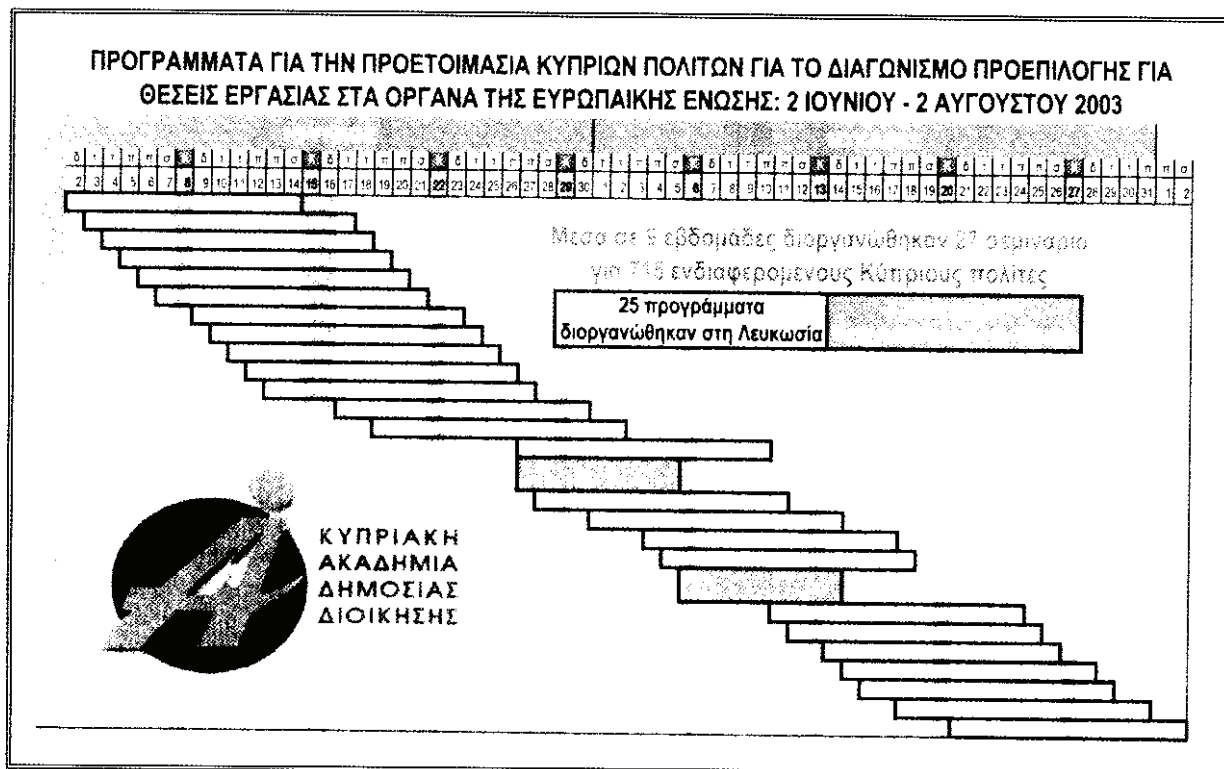 ΠΡΟΓΡΑΜΜΑΤΑ ΓΙΑ ΤΗΝ ΠΡΟΕΤΟΙΜΑΣΙΑ ΚΥΠΡΙΩΝ ΠΟΛΙΤΩΝ ΓΙΑ ΤΟ ΔΙΑΓΩΝΙΣΜΟ ΠΡΟΕΠΙΛΟΓΗΣ ΓΙΑ
ΘΕΣΕΙΣ ΕΡΓΑΣΙΑΣ ΣΤΑ ΟΡΓΑΝΑ ΤΗΣ ΕΥΡΩΠΑΙΚΗΣ ΕΝΩΣΗΣ: 2 ΙΟΥΝΙΟΥ - 2 ΑΥΓΟΥΣΤΟΥ 2003
δ τ τ π π σ Κ δ τ τ π π σ Κ δ τ τ π π σ Κ δ τ τ π π σ Κ δ τ τ π π σ Κ δ τ τ π π σ Κ δ τ τ π π σ Κ δ τ τ π π σ Κ δ τ τ π π σ
2 3 4 5 6 7 8 9 10 11 12 13 14 15 16 17 18 19 20 21 22 23 24 25 26 27 28 29 30 1 2 3 4 5 6 7 8 9 10 11 12 13 14 15 16 17 18 19 20 21 22 23 24 25 26 27 28 29 30 31 1 2
Μεσα σε 9 εβδομάδες διοργανώθηκαν 27 σεμινάρια
για 716 ενδιαφερομενους Κύπριους πολίτες
25 προγράμματα
διοργανώθηκαν στη Λευκωσία
ΚΥΠΡΙΑΚΗ
ΑΚΑΔΗΜΙΑ
ΔΗΜΟΣΙΑΣ
ΔΙΟΙΚΗΣΗΣ